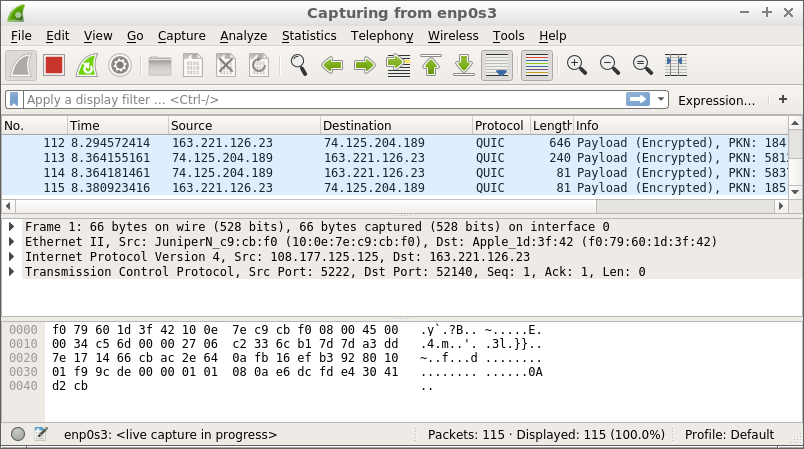 Capturing from enp0s3
File Edit View Go Capture Analyze Statistics Telephony Wireless Tools Help
Apply a display filter … <Ctrl-/> Expression… +
No. Time Source Destination Protocol Length Info
112 8.294572414 163.221.126.23 74.125.204.189 QUIC 646 Payload (Encrypted), PKN: 184
113 8.364155161 74.125.204.189 163.221.126.23 QUIC 240 Payload (Encrypted), PKN: 581
114 8.364181461 74.125.204.189 163.221.126.23 QUIC 81 Payload (Encrypted), PKN: 583
115 8.380923416 163.221.126.23 74.125.204.189 QUIC 81 Payload (Encrypted), PKN: 185
Frame 1: 66 bytes on wire (528 bits), 66 bytes captured (528 bits) on interface 0
Ethernet II, Src: JuniperN_c9:cb:f0 (10:0e:7e:c9:cb:f0), Dst: Apple_1d:3f:42 (f0:79:60:1d:3f:42)
Internet Protocol Version 4, Src: 108.177.125.125, Dst: 163.221.126.23
Transmission Control Protocol, Src Port: 5222, Dst Port: 52140, Seq: 1, Ack: 1, Len: 0
0000 f0 79 60 1d 3f 42 10 0e 7e c9 cb f0 08 00 45 00 .y`.?B.. ~.....E.
0010 00 34 c5 6d 00 00 27 06 c2 33 6c b1 7d 7d a3 dd .4.m..'. .3l.}}..
0020 7e 17 14 66 cb ac 2e 64 0a fb 16 ef b3 92 80 10 ~..f...d ........
0030 01 f9 9c de 00 00 01 01 08 0a e6 dc fd e4 30 41 ........ ......0A
0040 d2 cb ..
enp0s3: <live capture in progress> Packets: 115 · Displayed: 115 (100.0%) Profile: Default